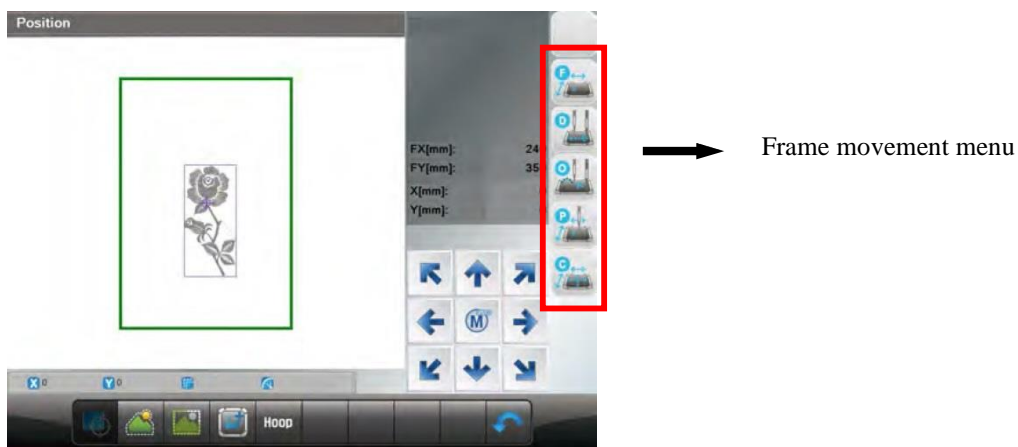 Position
F
D
FX[mm]: 24
FY[mm]: 35
O
X[mm]:
Y[mm]:
P
C
M
X 0 Y 0
Hoop
Frame movement menu